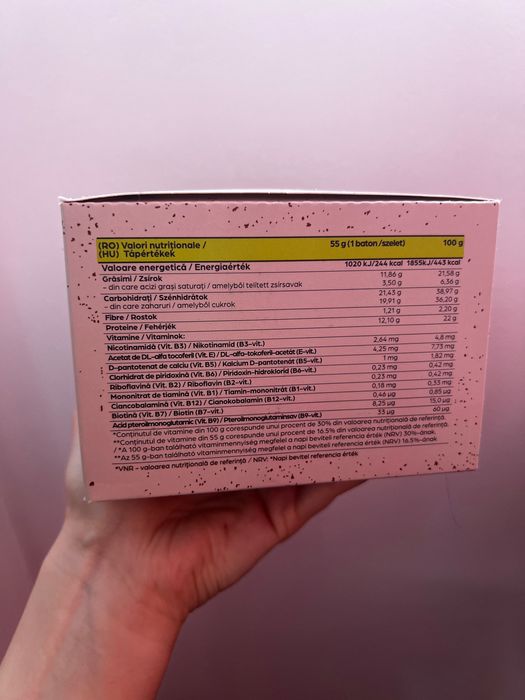 (RO) Valori nutriționale / 55 g (1 baton /szelet) 100 g
(HU) Tápértékek
Valoare energetică / Energiaérték 1020 kJ/244 kcal 1855kJ/443 kcal
Grăsimi / Zsírok 11,86 g 21,58 g
- din care acizi grași saturați / amelyből telített zsírsavak 3,50 g 6,36 g
Carbohidrați / Szénhidrátok 21,43 g 38,97 g
- din care zaharuri / amelyből cukrok 19,91 g 36,20 g
Fibre / Rostok 1,21 g 2,20 g
Proteine / Fehérjék 12,10 g 22 g
Vitamine / Vitaminok:
Nicotinamidă (Vit. B3) / Nikotinamid (B3-vit.) 2,64 mg 4,8 mg
Acetat de DL-alfa tocoferil (Vit. E) / DL-alfa-tokoferil-acetát (E-vit.) 4,25 mg 7,73 mg
D-pantotenat de calciu (Vit. B5) / Kalcium D-pantotenát (B5-vit.) 1 mg 1,82 mg
Clorhidrat de piridoxină (Vit. B6) / Piridoxin-hidroklorid (B6-vit.) 0,23 mg 0,42 mg
Riboflavină (Vit. B2) / Riboflavin (B2-vit.) 0,23 mg 0,42 mg
Mononitrat de tiamină (Vit. B1) / Tiamin-mononitrát (B1-vit.) 0,18 mg 0,33 mg
Ciancobalamină (Vit. B12) / Cianokobalamin (B12-vit.) 0,46 µg 0,85 µg
Biotină (Vit. B7) / Biotin (B7-vit.) 8,25 µg 15,0 µg
Acid pteroilmonoglutamic (Vit. B9) / Pteroilmonoglutaminsav (B9-vit.) 33 µg 60 µg
*Conținutul de vitamine din 100 g corespunde unui procent de 30% din valoarea nutrițională de referință.
**Conținutul de vitamine din 55 g corespunde unui procent de 16.5% din valoarea nutrițională de referință.
/ *A 100 g-ban található vitaminmennyiség megfelel a napi beviteli referencia érték (NRV) 30%-ának.
**Az 55 g-ban található vitaminmennyiség megfelel a napi beviteli referencia érték (NRV) 16.5%-ának
*VNR - valoarea nutrițională de referință / NRV: *Napi bevitel referencia érték